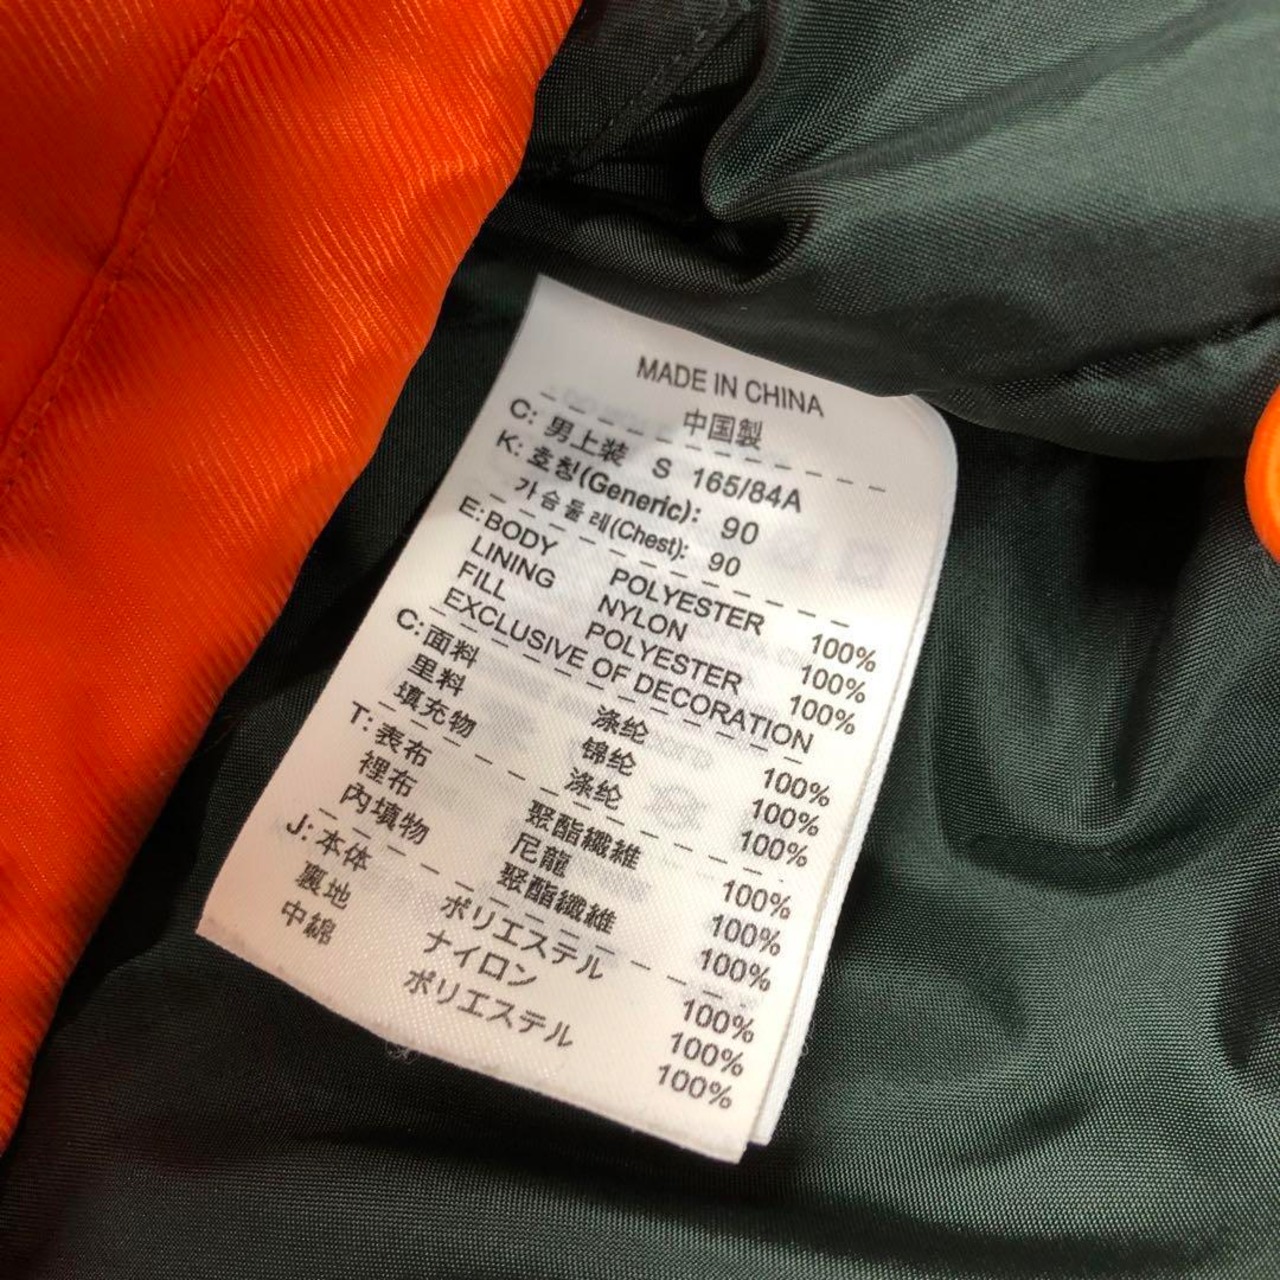 MADE IN CHINA
中国製
C: 男上装 S 165/84A
K: 호칭(Generic): 90
가슴둘레(Chest): 90
E: BODY POLYESTER 100%
LINING NYLON 100%
FILL POLYESTER 100%
EXCLUSIVE OF DECORATION
C: 面料 涤纶 100%
里料 锦纶 100%
填充物 涤纶 100%
T: 表布 聚酯纖維 100%
裡布 尼龍 100%
內填物 聚酯纖維 100%
J: 本体 ポリエステル 100%
裏地 ナイロン 100%
中綿 ポリエステル 100%